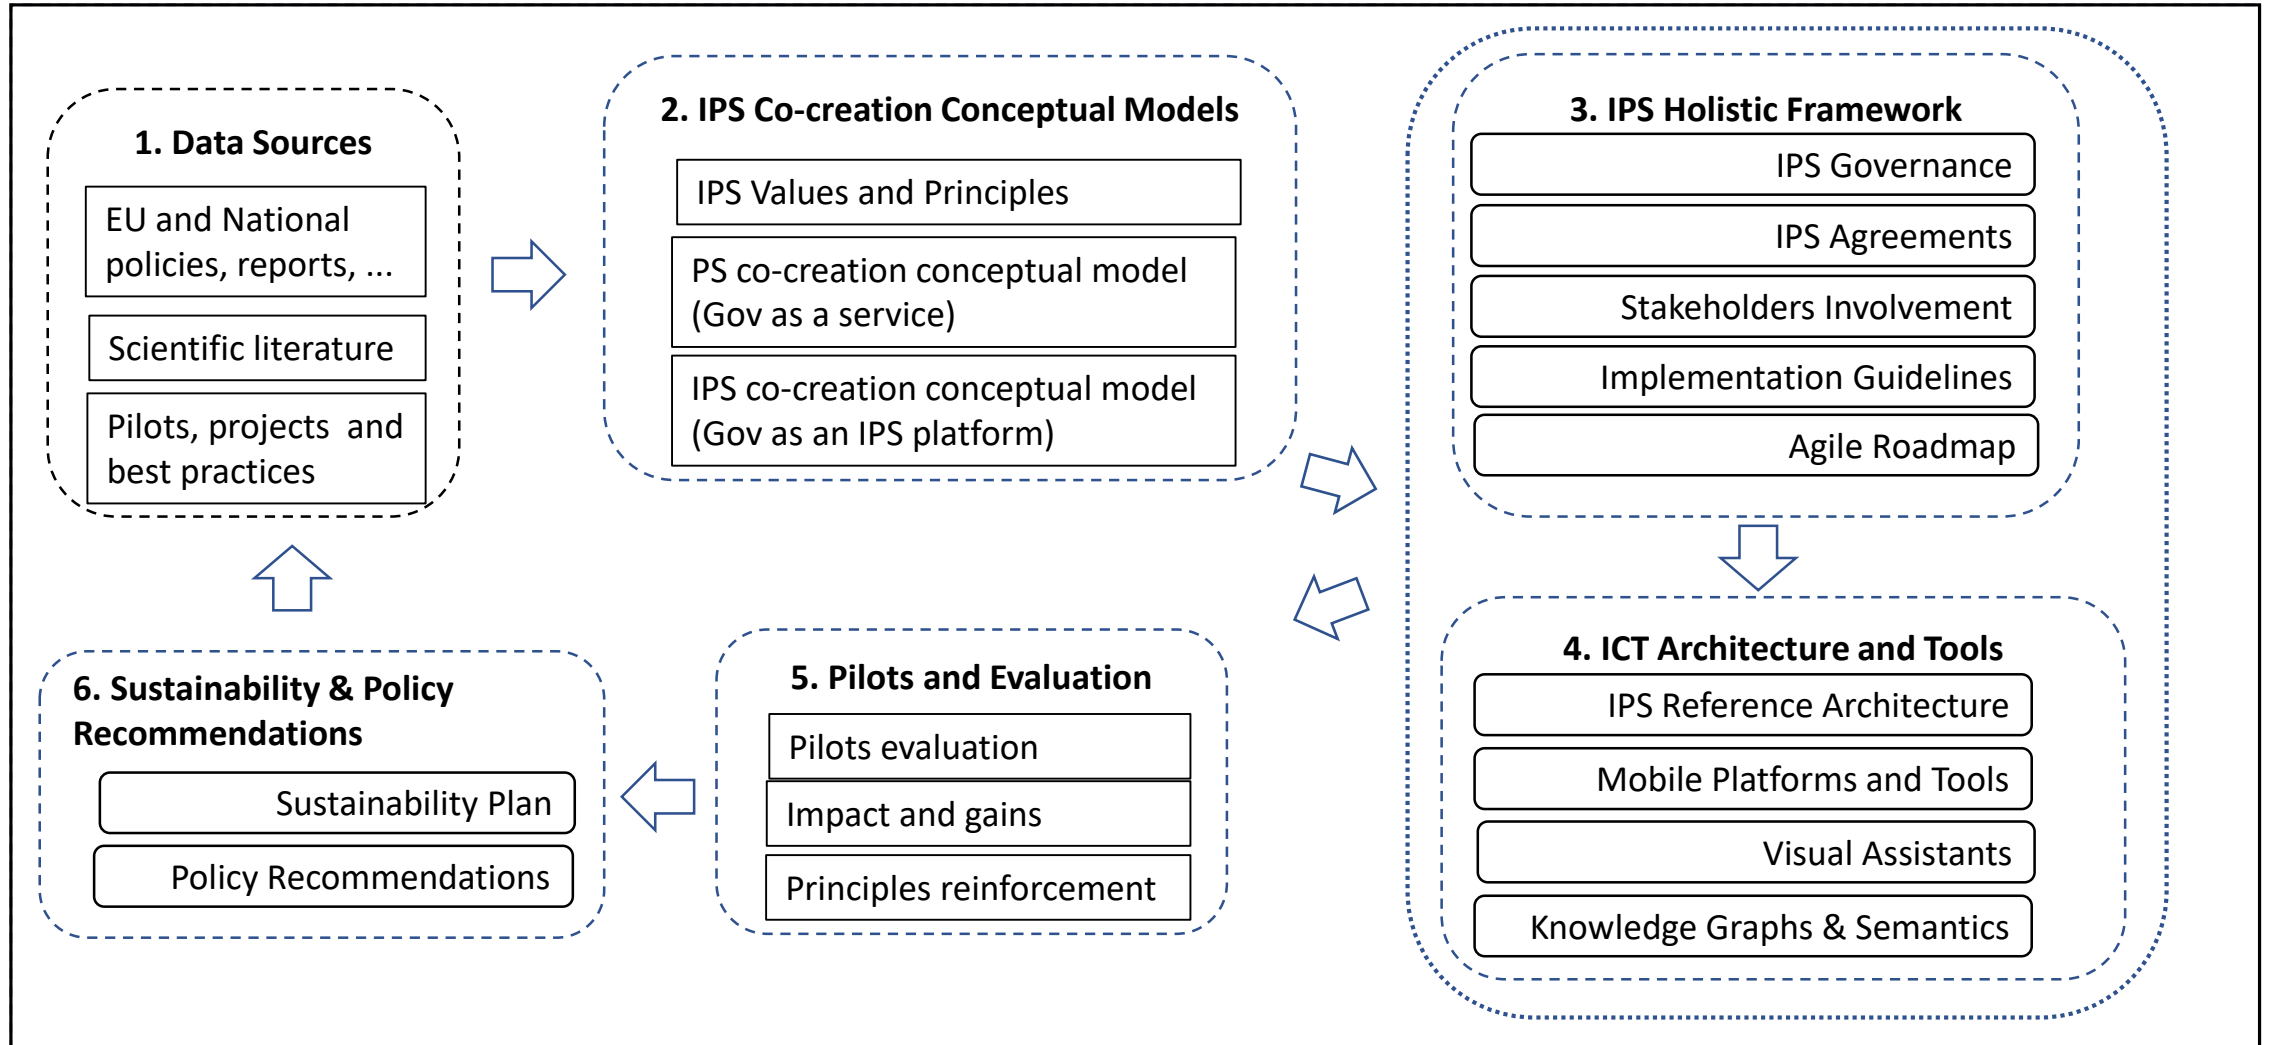 1. Data Sources
EU and National
policies, reports, ...
Scientific literature
Pilots, projects and
best practices
2. IPS Co-creation Conceptual Models
IPS Values and Principles
PS co-creation conceptual model
(Gov as a service)
IPS co-creation conceptual model
(Gov as an IPS platform)
3. IPS Holistic Framework
IPS Governance
IPS Agreements
Stakeholders Involvement
Implementation Guidelines
Agile Roadmap
4. ICT Architecture and Tools
IPS Reference Architecture
Mobile Platforms and Tools
Visual Assistants
Knowledge Graphs & Semantics
5. Pilots and Evaluation
Pilots evaluation
Impact and gains
Principles reinforcement
6. Sustainability & Policy
Recommendations
Sustainability Plan
Policy Recommendations